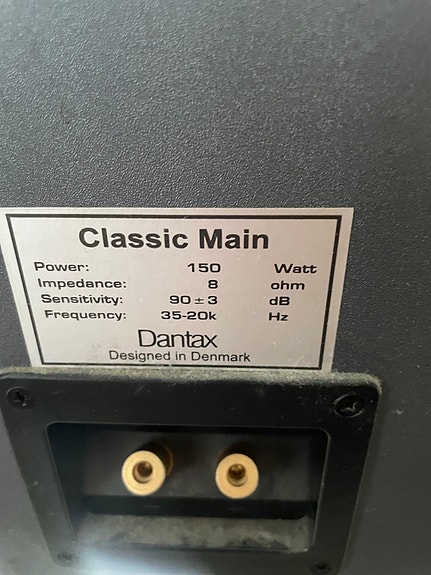 Classic Main
Power: 150 Watt
Impedance: 8 ohm
Sensitivity: 90±3 dB
Frequency: 35-20k Hz
Dantax
Designed in Denmark